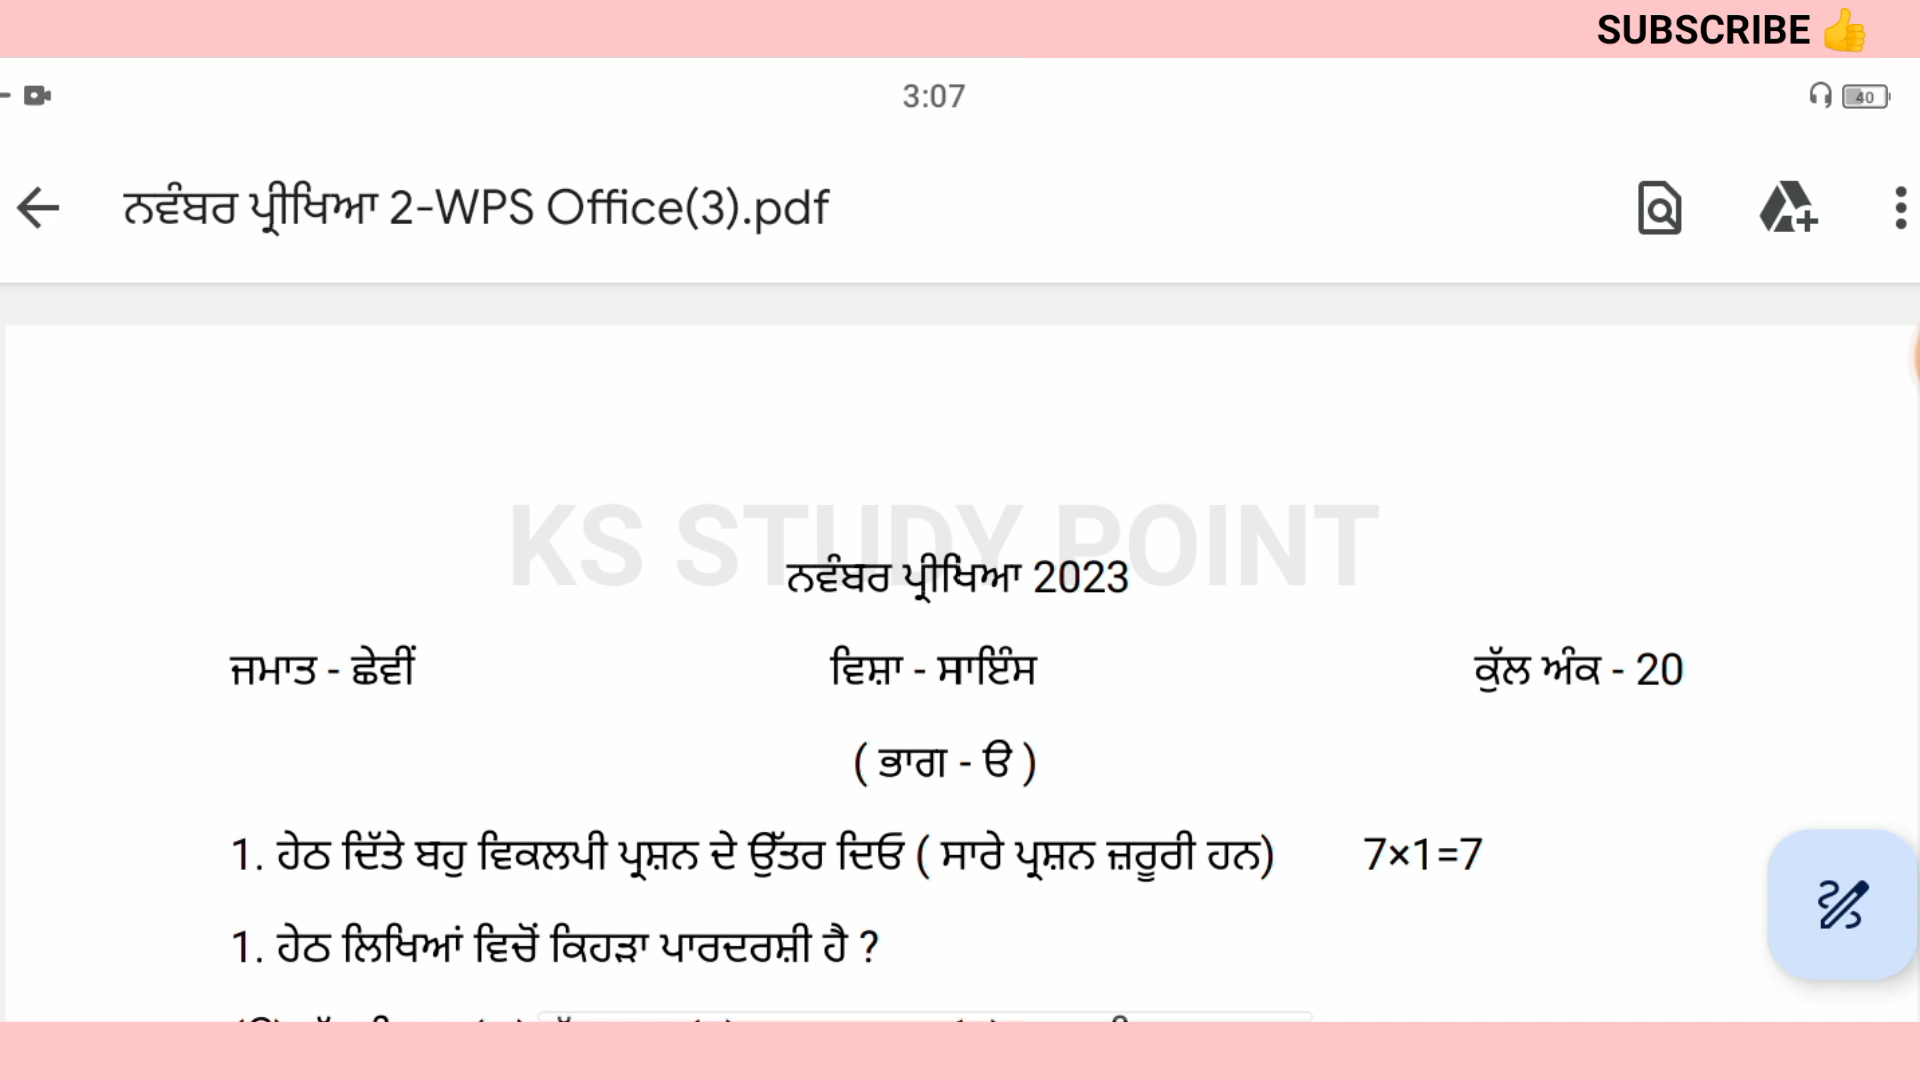 SUBSCRIBE 👍
3:07
40
ਨਵੰਬਰ ਪ੍ਰੀਖਿਆ 2-WPS Office(3).pdf
KS STUDY POINT
ਨਵੰਬਰ ਪ੍ਰੀਖਿਆ 2023
ਜਮਾਤ - ਛੇਵੀਂ ਵਿਸ਼ਾ - ਸਾਇੰਸ ਕੁੱਲ ਅੰਕ - 20
( ਭਾਗ - ੳ )
1. ਹੇਠ ਦਿੱਤੇ ਬਹੁ ਵਿਕਲਪੀ ਪ੍ਰਸ਼ਨ ਦੇ ਉੱਤਰ ਦਿਓ ( ਸਾਰੇ ਪ੍ਰਸ਼ਨ ਜ਼ਰੂਰੀ ਹਨ) 7×1=7
1. ਹੇਠ ਲਿਖਿਆਂ ਵਿਚੋਂ ਕਿਹੜਾ ਪਾਰਦਰਸ਼ੀ ਹੈ ?